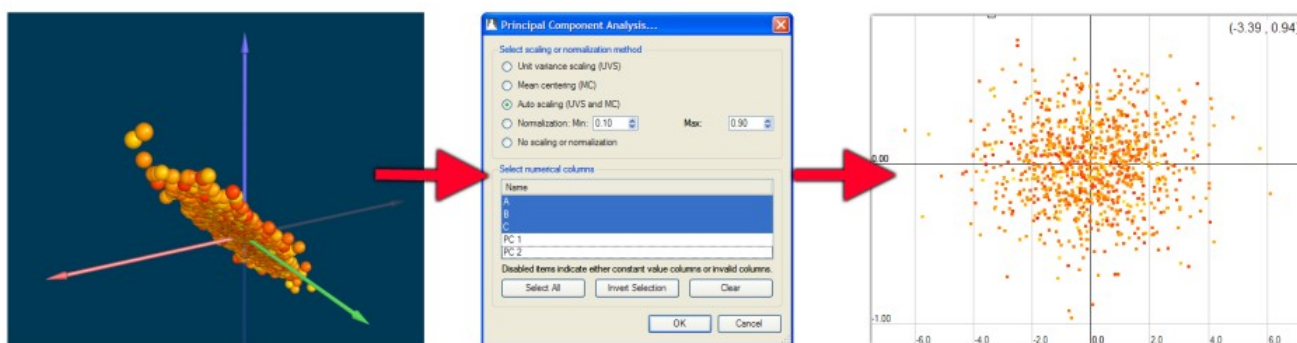 Principal Component Analysis...
Select scaling or normalization method
Unit variance scaling (UVS)
Mean centering (MC)
Auto scaling (UVS and MC)
Normalization: Min: 0.10 Max: 0.90
No scaling or normalization
Select numerical columns
Name
A
B
C
PC 1
PC 2
Disabled items indicate either constant value columns or invalid columns.
Select All Invert Selection Clear
OK Cancel
(-3.39 , 0.94)
0.00
-1.00
-6.0 -4.0 -2.0 0.0 2.0 4.0 6.0